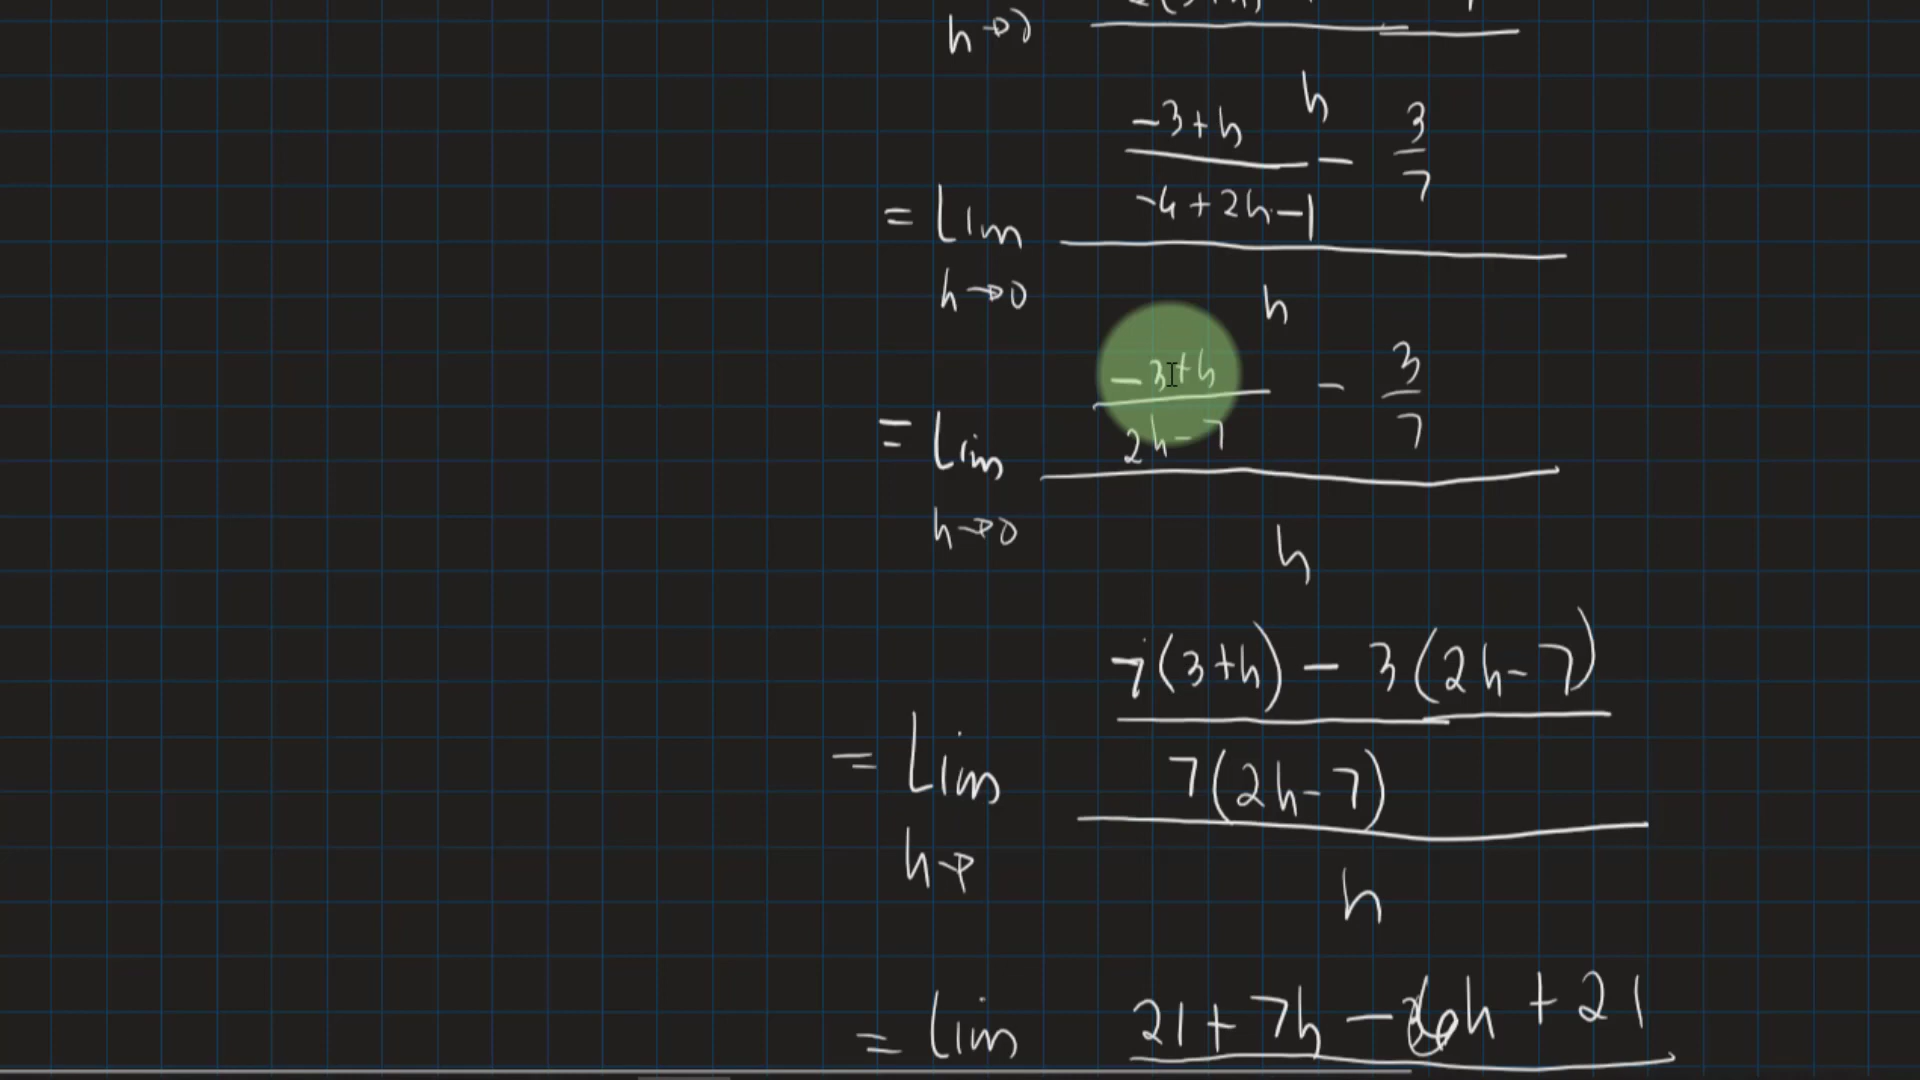 h→0
h
-3+h / -4+2h-1 - 3/7
= Lim
h→0
h
-3+h / 2h-7 - 3/7
= Lim
h→0
h
7(3+h) - 3(2h-7)
= Lim 7(2h-7)
h→
h
= Lim 21 + 7h - 6h + 21